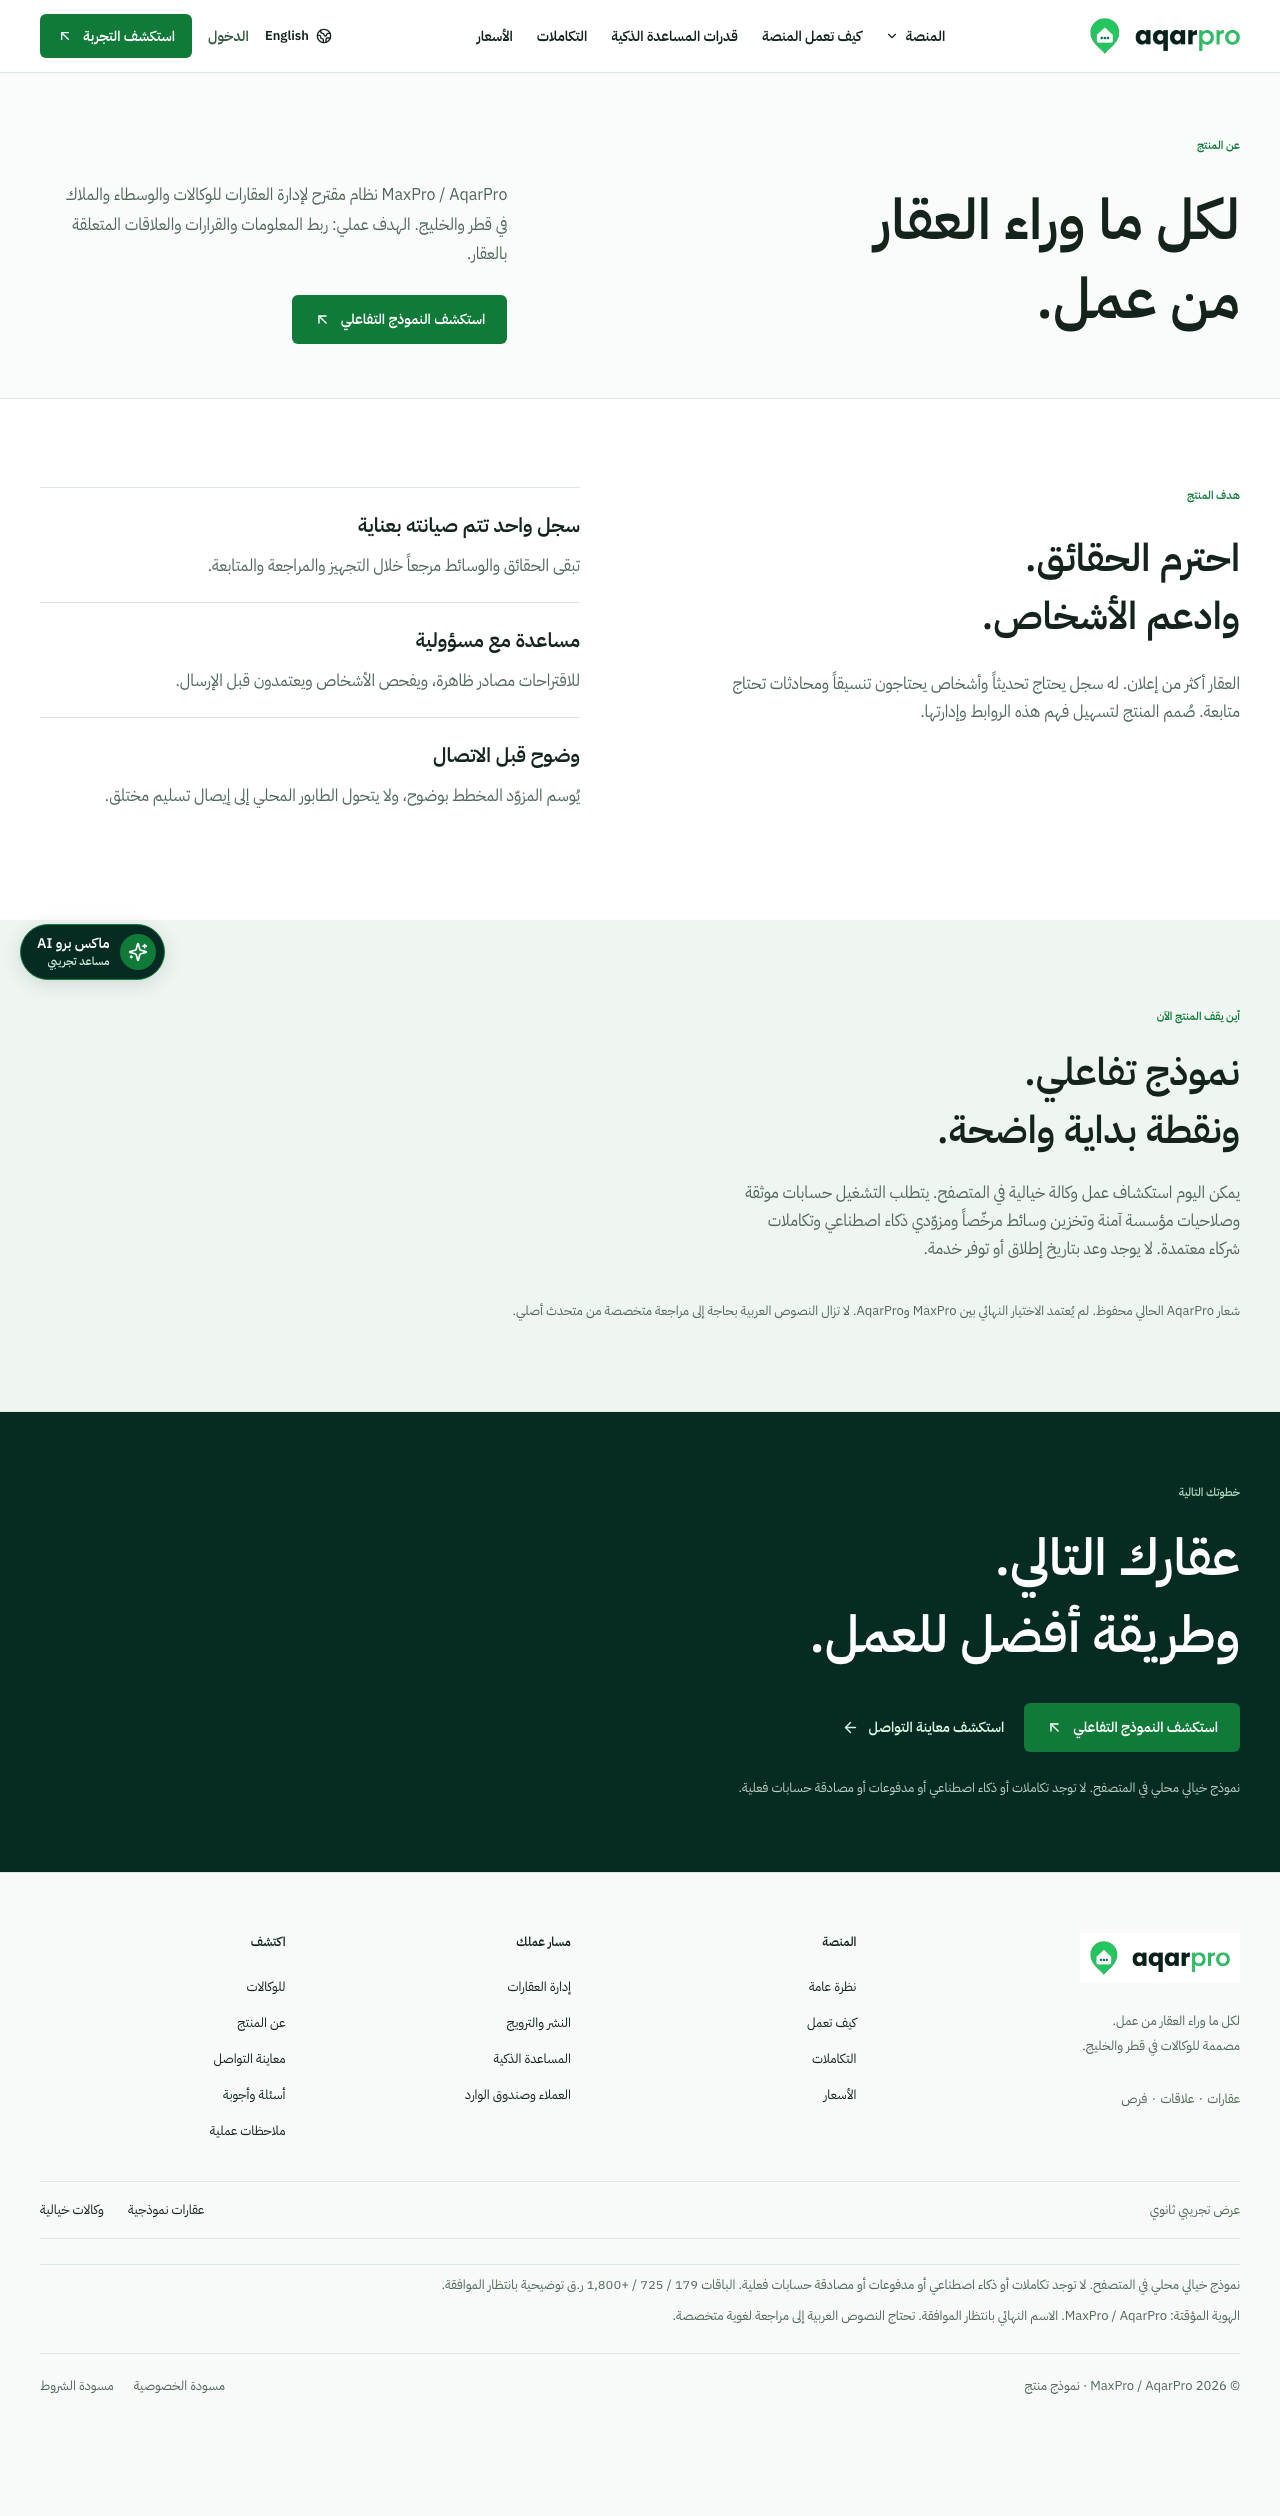 aqarpro
المنصة
كيف تعمل المنصة
قدرات المساعدة الذكية
التكاملات
الأسعار
English
الدخول
استكشف التجربة
عن المنتج
لكل ما وراء العقار
من عمل.
MaxPro / AqarPro نظام مقترح لإدارة العقارات للوكالات والوسطاء والملاك
في قطر والخليج. الهدف عملي: ربط المعلومات والقرارات والعلاقات المتعلقة
بالعقار.
استكشف النموذج التفاعلي
هدف المنتج
احترم الحقائق.
وادعم الأشخاص.
العقار أكثر من إعلان. له سجل يحتاج تحديثاً وأشخاص يحتاجون تنسيقاً ومحادثات تحتاج
متابعة. صُمم المنتج لتسهيل فهم هذه الروابط وإدارتها.
سجل واحد تتم صيانته بعناية
تبقى الحقائق والوسائط مرجعاً خلال التجهيز والمراجعة والمتابعة.
مساعدة مع مسؤولية
للاقتراحات مصادر ظاهرة، ويفحص الأشخاص ويعتمدون قبل الإرسال.
وضوح قبل الاتصال
يُوسم المزوّد المخطط بوضوح، ولا يتحول الطابور المحلي إلى إيصال تسليم مختلق.
ماكس برو AI
مساعد تجريبي
أين يقف المنتج الآن
نموذج تفاعلي.
ونقطة بداية واضحة.
يمكن اليوم استكشاف عمل وكالة خيالية في المتصفح. يتطلب التشغيل حسابات موثقة
وصلاحيات مؤسسة آمنة وتخزين وسائط مرخّصاً ومزوّدي ذكاء اصطناعي وتكاملات
شركاء معتمدة. لا يوجد وعد بتاريخ إطلاق أو توفر خدمة.
شعار AqarPro الحالي محفوظ. لم يُعتمد الاختيار النهائي بين MaxPro وAqarPro. لا تزال النصوص العربية بحاجة إلى مراجعة متخصصة من متحدث أصلي.
خطوتك التالية
عقارك التالي.
وطريقة أفضل للعمل.
استكشف النموذج التفاعلي
استكشف معاينة التواصل
نموذج خيالي محلي في المتصفح. لا توجد تكاملات أو ذكاء اصطناعي أو مدفوعات أو مصادقة حسابات فعلية.
aqarpro
لكل ما وراء العقار من عمل.
مصممة للوكالات في قطر والخليج.
عقارات · علاقات · فرص
المنصة
نظرة عامة
كيف تعمل
التكاملات
الأسعار
مسار عملك
إدارة العقارات
النشر والترويج
المساعدة الذكية
العملاء وصندوق الوارد
اكتشف
للوكالات
عن المنتج
معاينة التواصل
أسئلة وأجوبة
ملاحظات عملية
عرض تجريبي ثانوي
عقارات نموذجية
وكالات خيالية
نموذج خيالي محلي في المتصفح. لا توجد تكاملات أو ذكاء اصطناعي أو مدفوعات أو مصادقة حسابات فعلية. الباقات 179 / 725 / +1,800 ر.ق توضيحية بانتظار الموافقة.
الهوية المؤقتة: MaxPro / AqarPro. الاسم النهائي بانتظار الموافقة. تحتاج النصوص العربية إلى مراجعة لغوية متخصصة.
© 2026 MaxPro / AqarPro · نموذج منتج
مسودة الخصوصية
مسودة الشروط